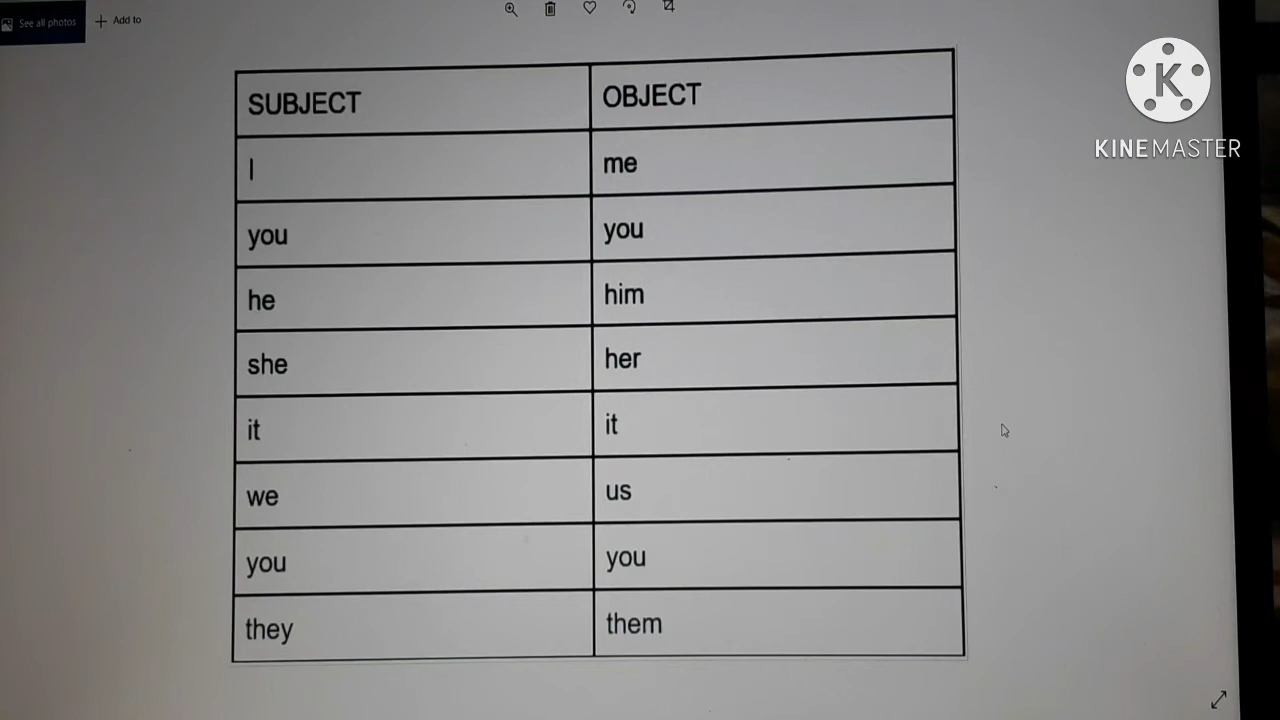 See all photos + Add to
K
KINEMASTER
SUBJECT OBJECT
I me
you you
he him
she her
it it
we us
you you
they them